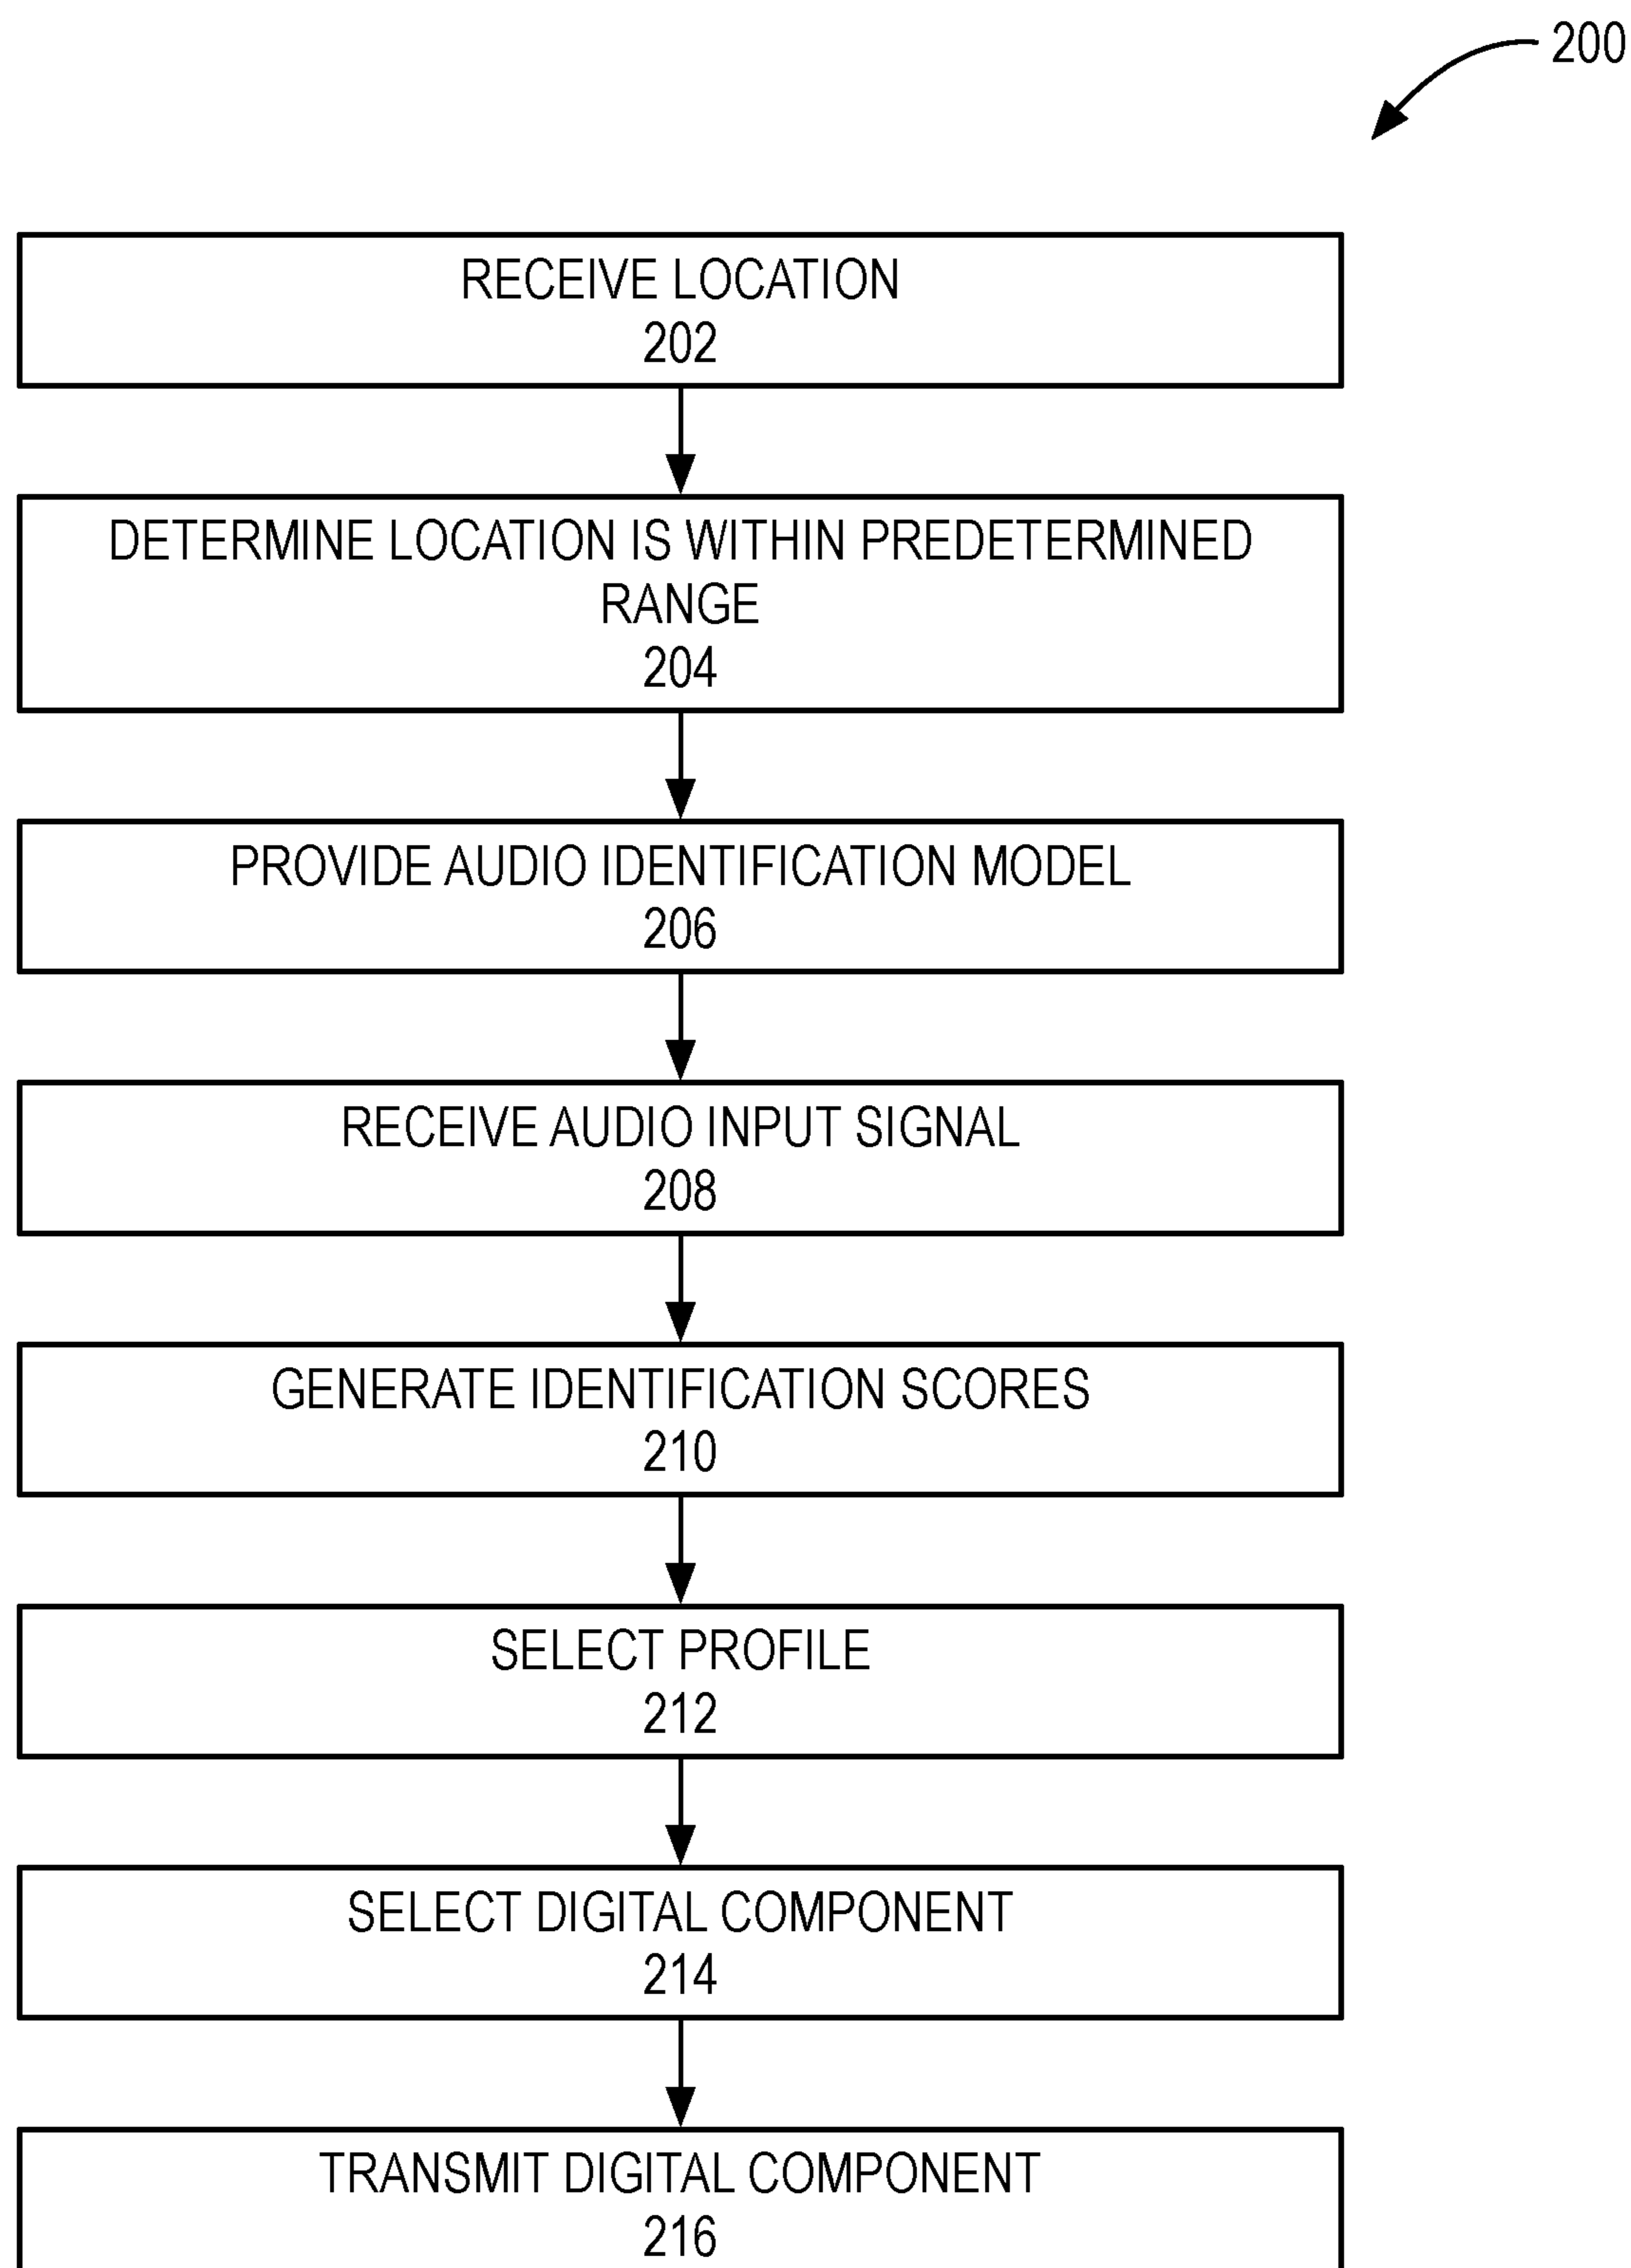 200
RECEIVE LOCATION
202
DETERMINE LOCATION IS WITHIN PREDETERMINED
RANGE
204
PROVIDE AUDIO IDENTIFICATION MODEL
206
RECEIVE AUDIO INPUT SIGNAL
208
GENERATE IDENTIFICATION SCORES
210
SELECT PROFILE
212
SELECT DIGITAL COMPONENT
214
TRANSMIT DIGITAL COMPONENT
216